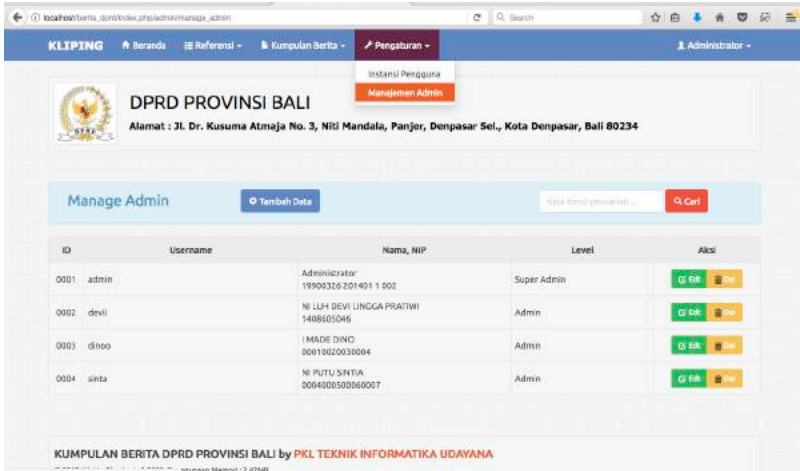 localhost/berita_dprd/index.php/admin/manage_admin
Search
KLIPING Beranda Referensi Kumpulan Berita Pengaturan Administrator
Instansi Pengguna
Manajemen Admin
DPRD PROVINSI BALI
Alamat : Jl. Dr. Kusuma Atmaja No. 3, Niti Mandala, Panjer, Denpasar Sel., Kota Denpasar, Bali 80234
DPRD
Manage Admin Tambah Data Kata kunci pencarian ... Cari
ID Username Nama, NIP Level Aksi
0001 admin Administrator Super Admin Edit Del
19900326 201401 1 002
0002 devii NI LUH DEVI LINGGA PRATIWI Admin Edit Del
1408605046
0003 dinoo I MADE DINO Admin Edit Del
00010020030004
0004 sinta NI PUTU SINTIA Admin Edit Del
0004000500060007
KUMPULAN BERITA DPRD PROVINSI BALI by PKL TEKNIK INFORMATIKA UDAYANA